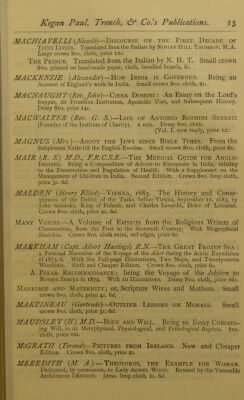 Kegan Paul, Trench, & Co.'s Publications. 13
MACHIAVELLI (Niccolò)—DISCOURSE ON THE FIRST DECADE OF
TITUS LIVIUS. Translated from the Italian by NINIAN HILL THOMSON, M.A.
Large crown 8vo. cloth, price 12s.
THE PRINCE. Translated from the Italian by N. H. T. Small crown
8vo. printed on hand-made paper, cloth, bevelled boards, 6s.
MACKENZIE (Alexander)—HOW INDIA IS GOVERNED. Being an
Account of England's work in India. Small crown 8vo. cloth, 2s.
MACNAUGHT (Rev. John)—COENA DOMINI: An Essay on the Lord's
Supper, its Primitive Institution, Apostolic Uses, and Subsequent History.
Demy 8vo. price 14s.
MACWALTER (Rev. G. S.)—LIFE OF ANTONIO ROSMINI SERBATI
(Founder of the Institute of Charity). 2 vols. Demy 8vo. cloth.
[Vol. I. now ready, price 12s.
MAGNUS (Mrs.)—ABOUT THE JEWS SINCE BIBLE TIMES. From the
Babylonian Exile till the English Exodus. Small crown 8vo. cloth, price 6s.
MAIR (R. S.) M.D., F.R.C.S.E.—THE MEDICAL GUIDE FOR ANGLO-
INDIANS. Being a Compendium of Advice to Europeans in India, relating
to the Preservation and Regulation of Health. With a Supplement on the
Management of Children in India. Second Edition. Crown 8vo. limp cloth,
price 3s. 6d.
MALDEN (Henry Elliot)—VIENNA, 1683. The History and Conse-
quences of the Defeat of the Turks before Vienna, September 12, 1683, by
John Sobieski, King of Poland, and Charles Leopold, Duke of Lorraine.
Crown 8vo. cloth, price 4s. 6d.
MANY VOICES.—A Volume of Extracts from the Religious Writers of
Christendom, from the First to the Sixteenth Century. With Biographical
Sketches. Crown 8vo. cloth extra, red edges, price 6s.
MARKHAM (Capt. Albert Hastings) R.N.—THE GREAT FROZEN SEA:
a Personal Narrative of the Voyage of the Alert during the Arctic Expedition
of 1875-6. With Six Full-page Illustrations, Two Maps, and Twenty-seven
Woodcuts. Sixth and Cheaper Edition. Crown 8vo. cloth, price 6s.
A POLAR RECONNAISSANCE: being the Voyage of the Isbjörn to
Novaya Zemlya in 1879. With 10 Illustrations. Demy 8vo. cloth, price 16s.
MARRIAGE AND MATERNITY; or, Scripture Wives and Mothers. Small
crown 8vo. cloth, price 4s. 6d.
MARTINEAU (Gertrude)—OUTLINE LESSONS ON MORALS. Small
crown 8vo. cloth, price 3s. 6d.
MAUDSLEY (H.) M.D.—BODY AND WILL. Being an Essay Concern-
ing Will, in its Metaphysical, Physiological, and Pathological Aspects. 8vo.
cloth, price 12s.
McGRATH (Terence)—PICTURES FROM IRELAND. New and Cheaper
Edition. Crown 8vo. cloth, price 2s.
MEREDITH (M. A.)—THEOTOKOS, THE EXAMPLE FOR WOMAN.
Dedicated, by permission, to Lady AGNES WOOD. Revised by the Venerable
Archdeacon DENISON. 32mo. limp cloth, 1s. 6d.